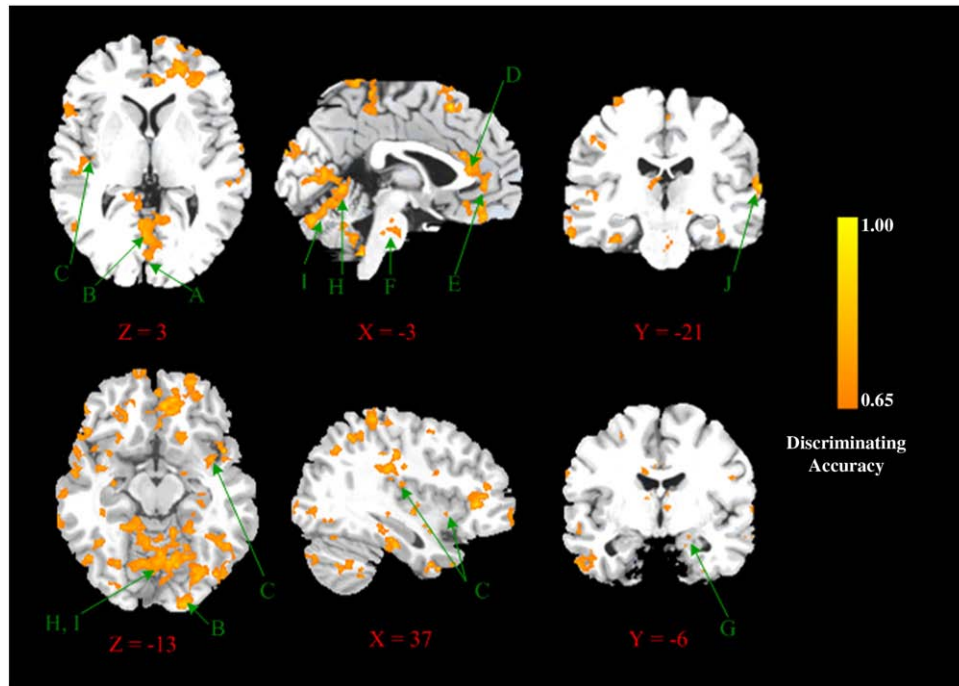 D
C
B
A
I
H
F
E
J
1.00
Z = 3
X = -3
Y = -21
0.65
Discriminating
Accuracy
C
C
H, I
B
G
Z = -13
X = 37
Y = -6